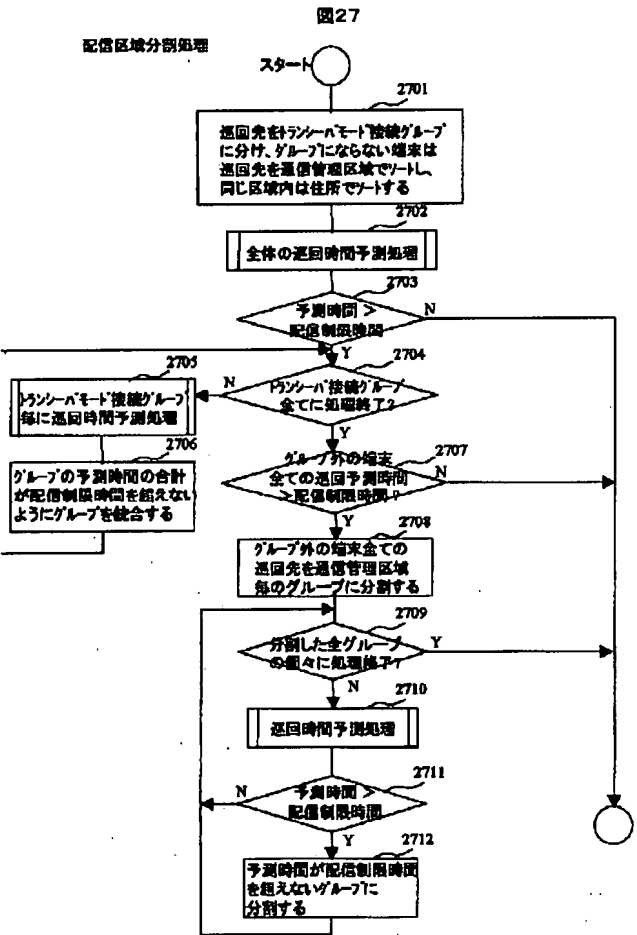 図27
配信区域分割処理
スタート
2701
巡回先をトランシーバモード接続グループ
に分け、グループにならない端末は
巡回先を通信管理区域でソートし、
同じ区域内は住所でソートする
2702
全体の巡回時間予測処理
2703
予測時間 >
配信制限時間
N
Y
2704
トランシーバ接続グループ
全てに処理終了?
N
Y
2705
トランシーバモード接続グループ
毎に巡回時間予測処理
2706
グループの予測時間の合計
が配信制限時間を超えない
ようにグループを統合する
2707
グループ外の端末
全ての巡回予測時間
>配信制限時間?
N
Y
2708
グループ外の端末全ての
巡回先を通信管理区域
毎のグループに分割する
2709
分割した全グループ
の個々に処理終了?
Y
N
2710
巡回時間予測処理
2711
予測時間 >
配信制限時間
N
Y
2712
予測時間が配信制限時間
を超えないグループに
分割する